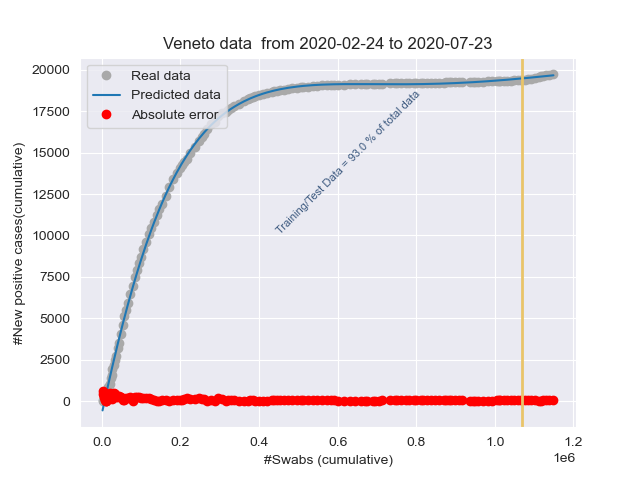 Veneto data  from 2020-02-24 to 2020-07-23
Real data
Predicted data
Absolute error
Training/Test Data = 93.0 % of total data
#New positive cases(cumulative)
20000
17500
15000
12500
10000
7500
5000
2500
0
0.0
0.2
0.4
0.6
0.8
1.0
1.2
1e6
#Swabs (cumulative)